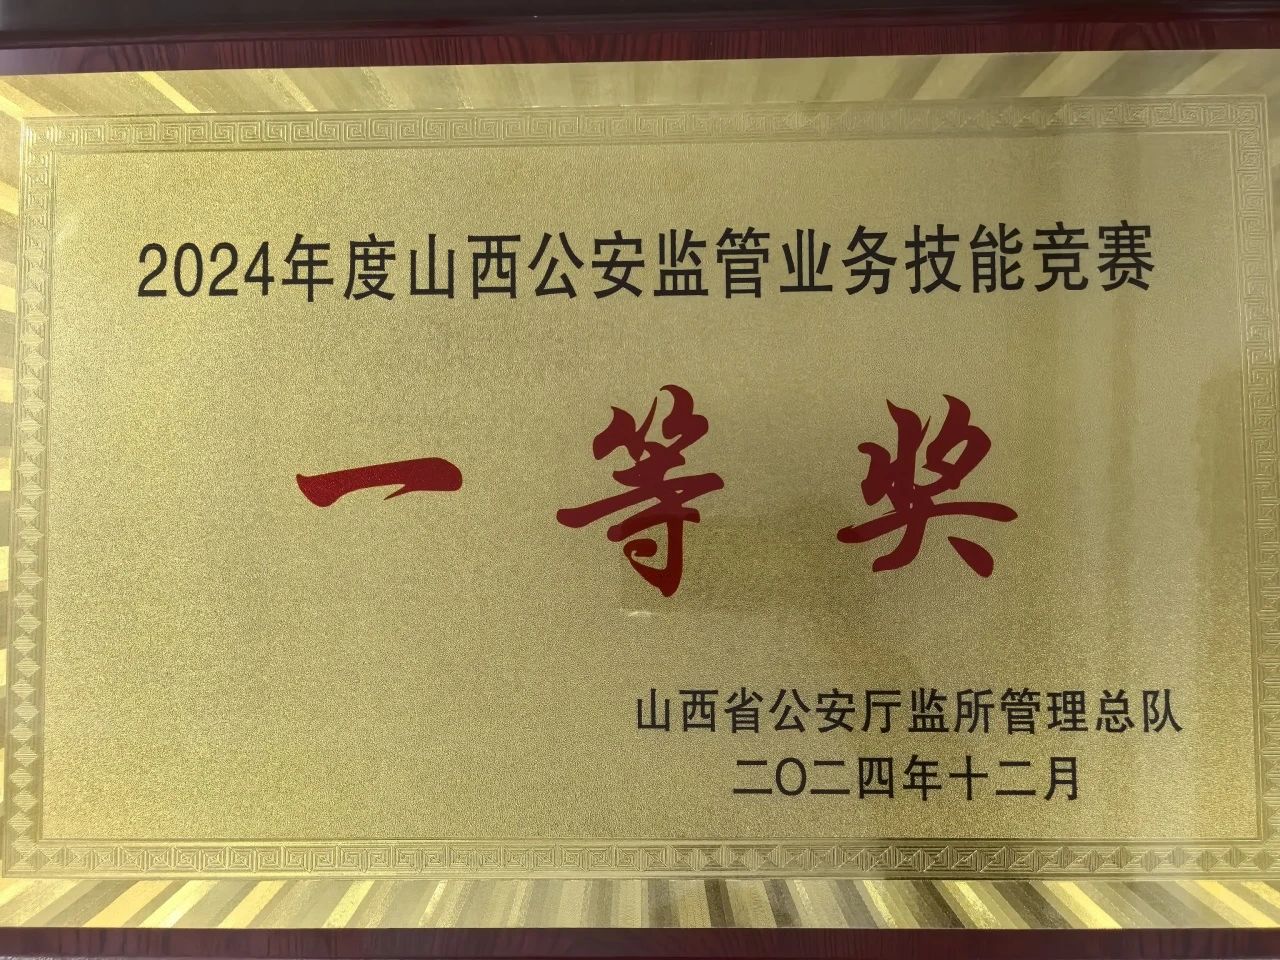 2024年度山西公安监管业务技能竞赛
一等奖
山西省公安厅监所管理总队
二〇二四年十二月